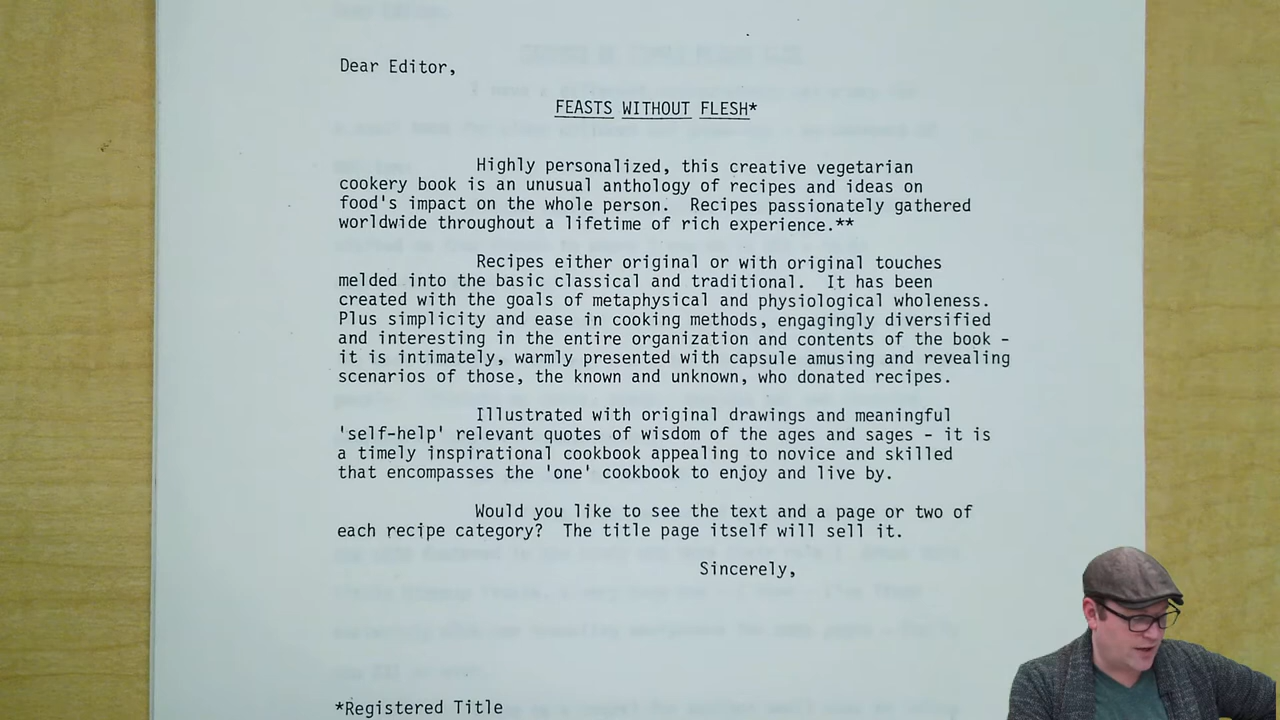 Dear Editor,
FEASTS WITHOUT FLESH*
Highly personalized, this creative vegetarian
cookery book is an unusual anthology of recipes and ideas on
food's impact on the whole person. Recipes passionately gathered
worldwide throughout a lifetime of rich experience.**
Recipes either original or with original touches
melded into the basic classical and traditional. It has been
created with the goals of metaphysical and physiological wholeness.
Plus simplicity and ease in cooking methods, engagingly diversified
and interesting in the entire organization and contents of the book -
it is intimately, warmly presented with capsule amusing and revealing
scenarios of those, the known and unknown, who donated recipes.
Illustrated with original drawings and meaningful
'self-help' relevant quotes of wisdom of the ages and sages - it is
a timely inspirational cookbook appealing to novice and skilled
that encompasses the 'one' cookbook to enjoy and live by.
Would you like to see the text and a page or two of
each recipe category? The title page itself will sell it.
Sincerely,
*Registered Title